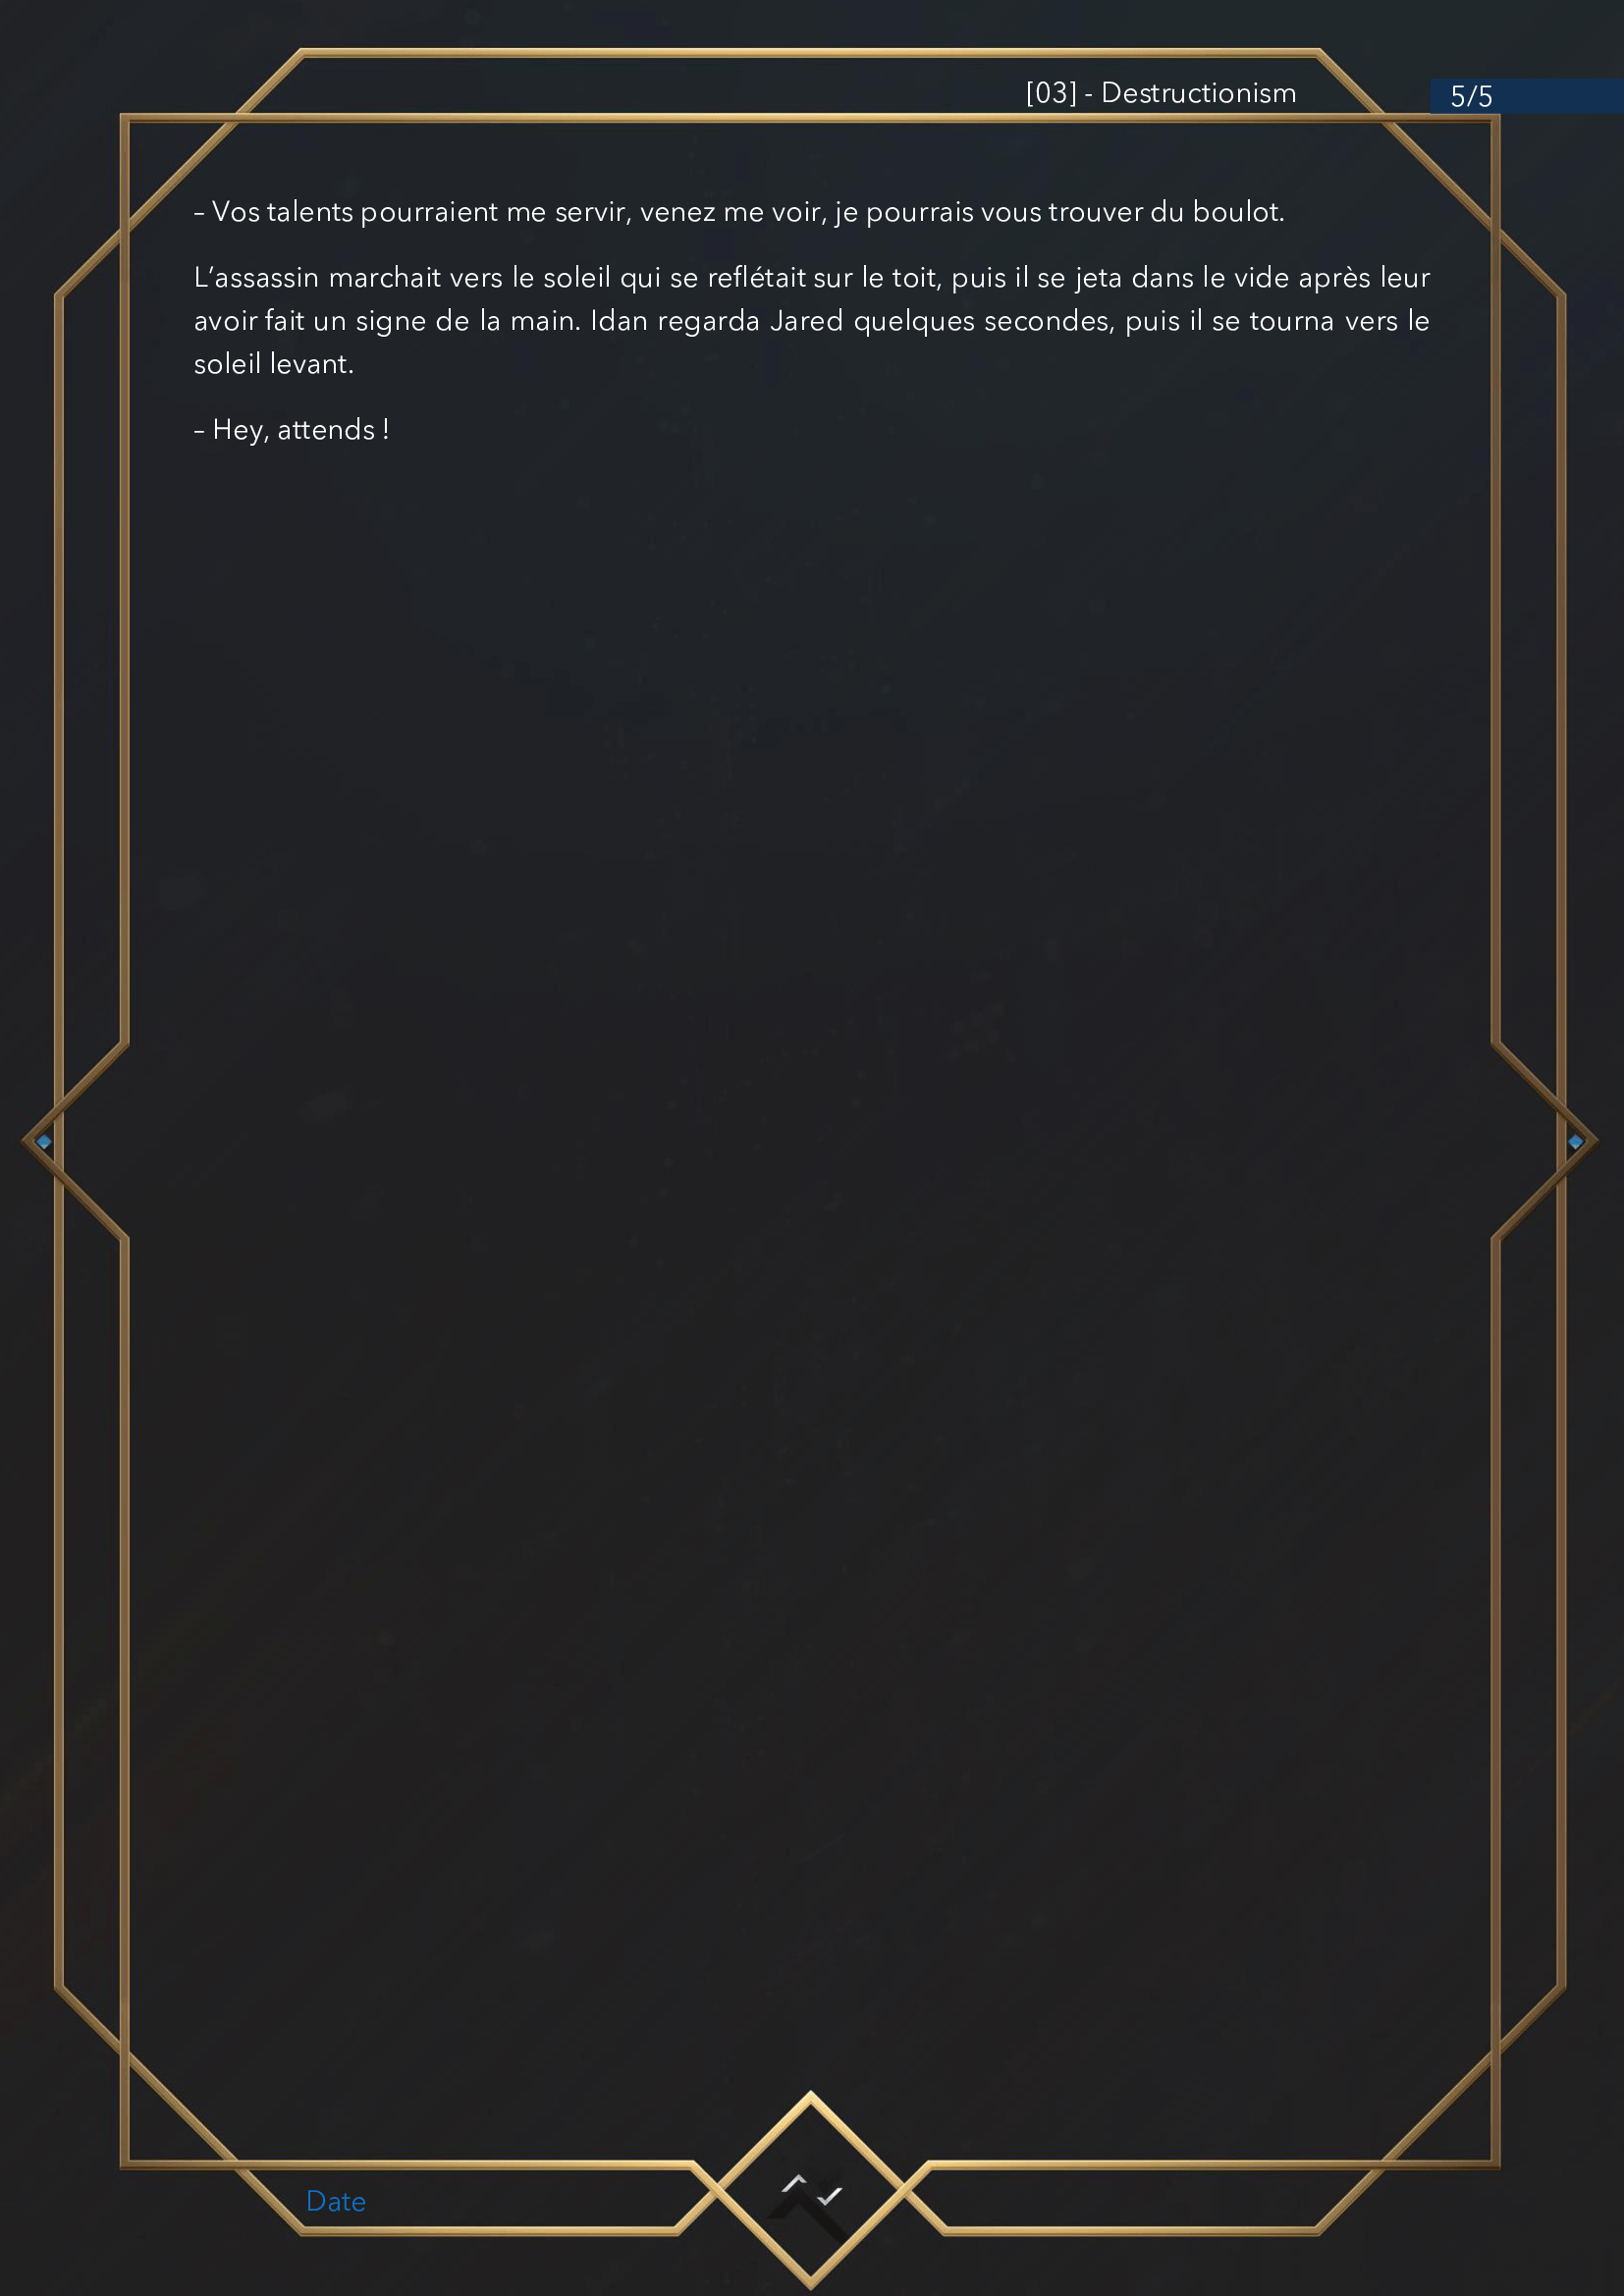 [03] - Destructionism
5/5
– Vos talents pourraient me servir, venez me voir, je pourrais vous trouver du boulot.
L’assassin marchait vers le soleil qui se reflétait sur le toit, puis il se jeta dans le vide après leur
avoir fait un signe de la main. Idan regarda Jared quelques secondes, puis il se tourna vers le
soleil levant.
– Hey, attends !
Date